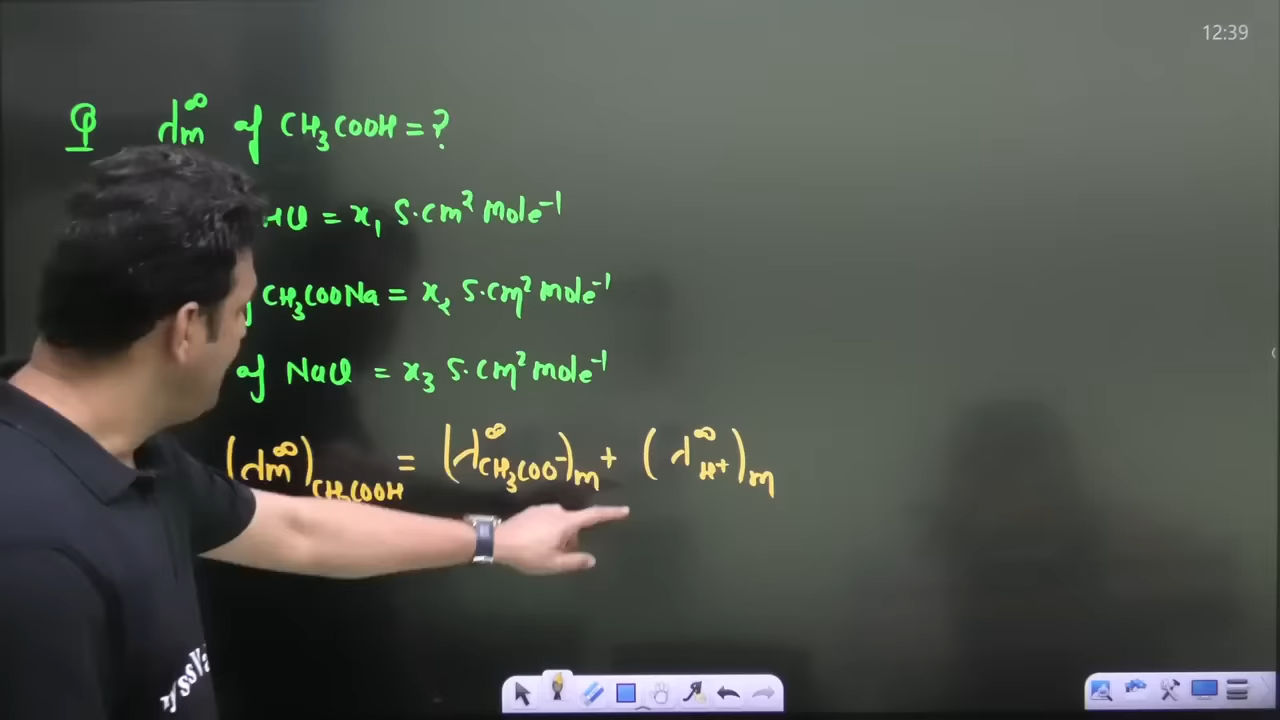 12:39
Q λm∞ of CH3COOH = ?
HCl = x1 S.cm² mole⁻¹
CH3COONa = x2 S.cm² mole⁻¹
of NaCl = x3 S.cm² mole⁻¹
(λm∞)CH3COOH = (λ∞CH3COO⁻)m + (λ∞H⁺)m